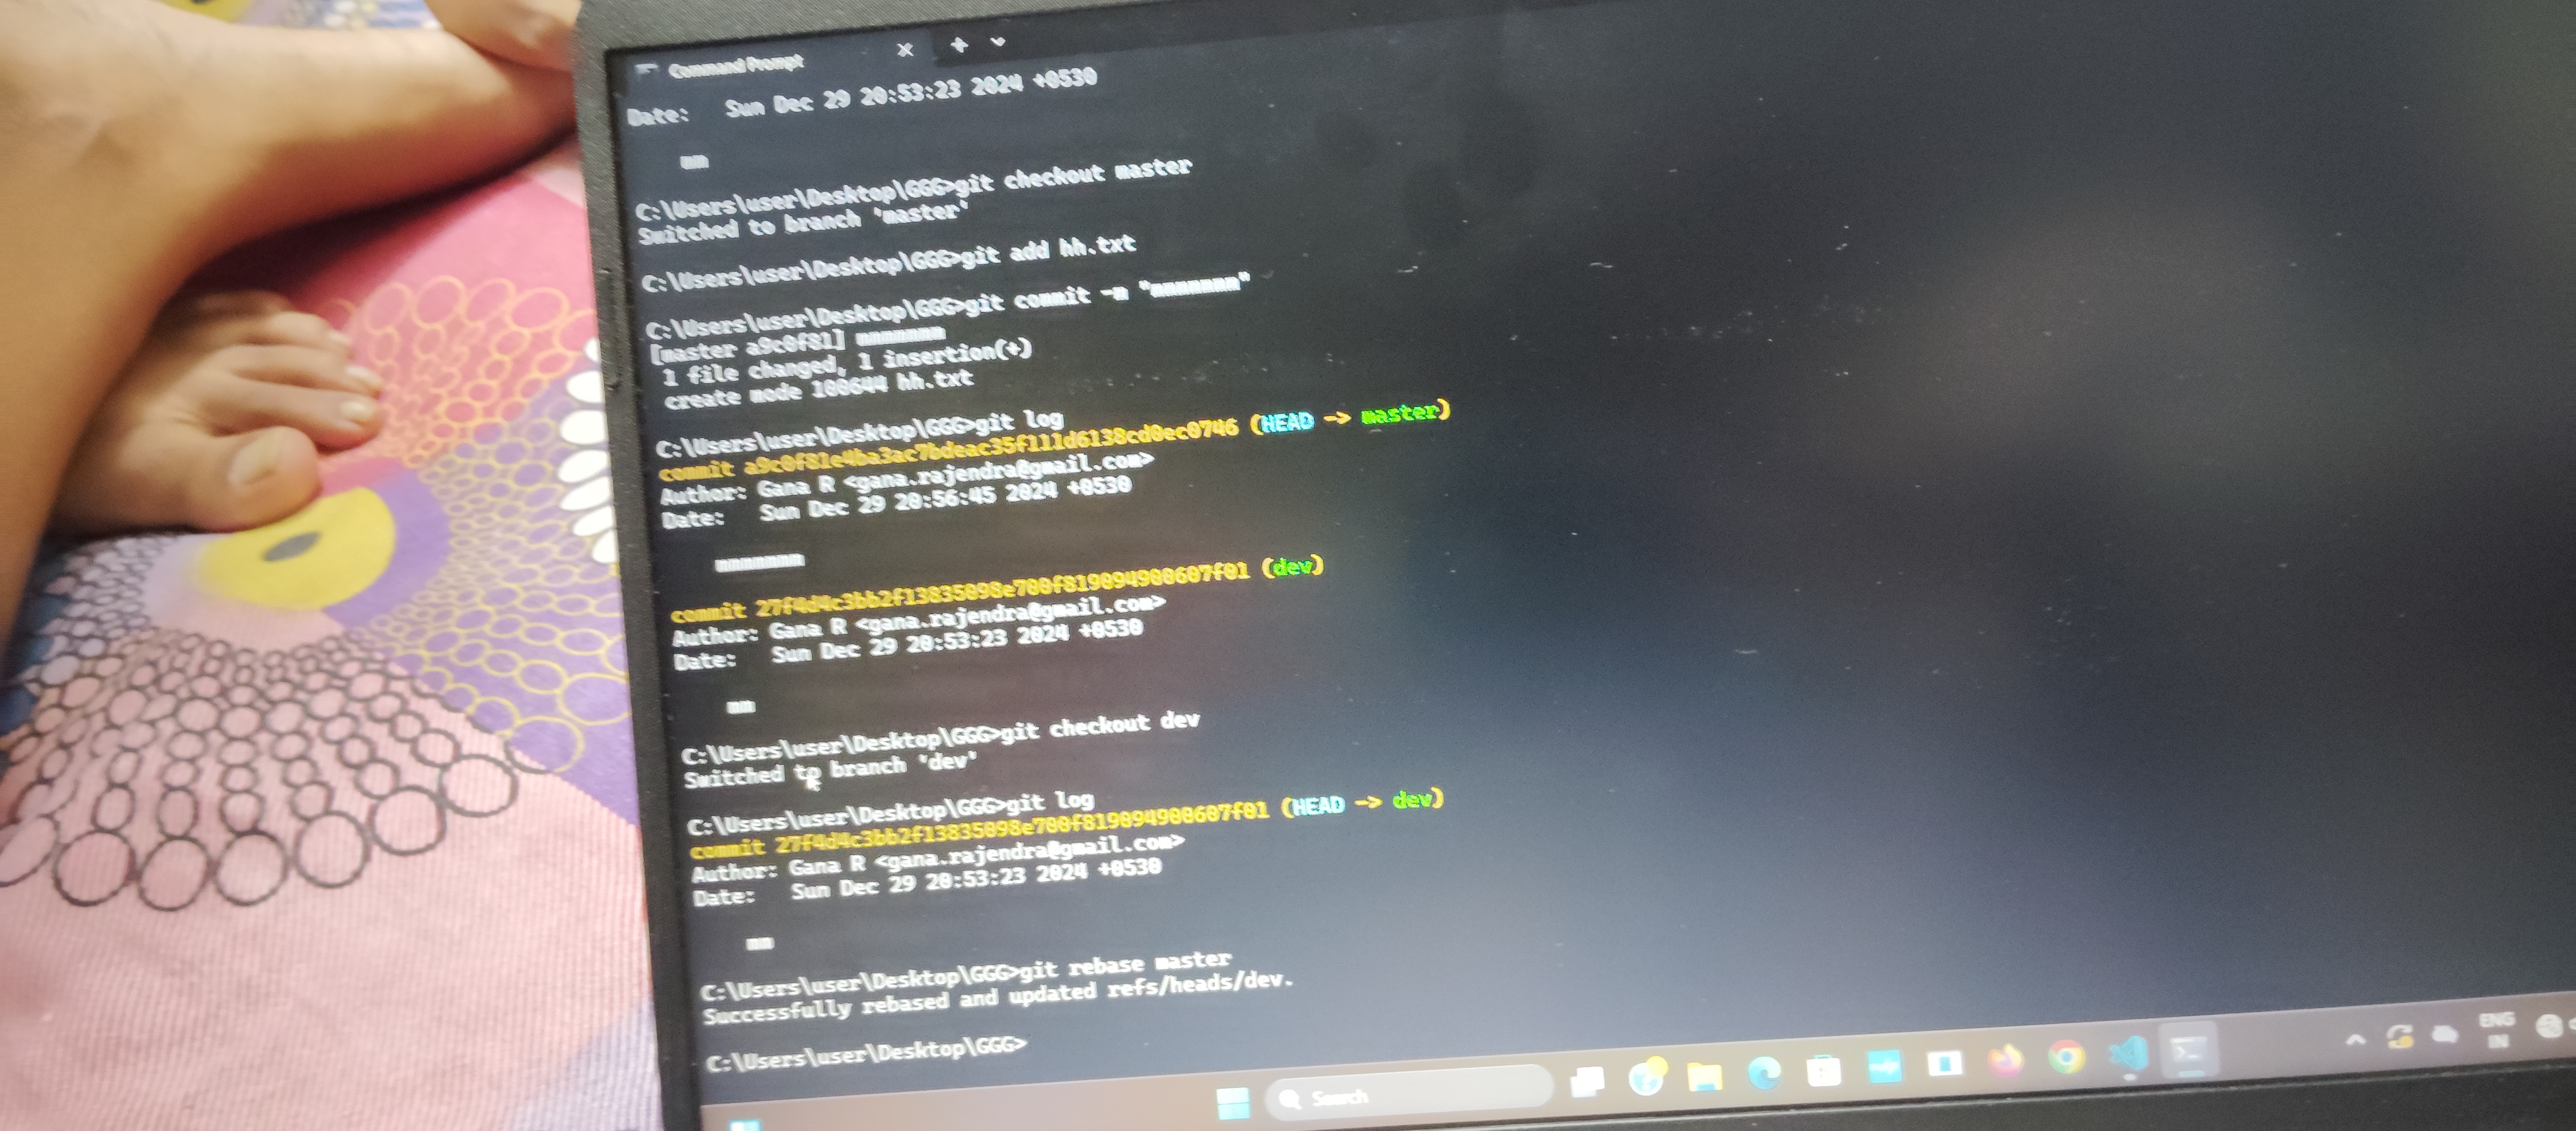 Command Prompt
Date:   Sun Dec 29 20:53:23 2024 +0530
mm
C:\Users\user\Desktop\GGG>git checkout master
Switched to branch 'master'
C:\Users\user\Desktop\GGG>git add hh.txt
C:\Users\user\Desktop\GGG>git commit -m "mmmmmmm"
[master a9c0f81] mmmmmmm
1 file changed, 1 insertion(+)
create mode 100644 hh.txt
C:\Users\user\Desktop\GGG>git log
commit a9c0f81e4ba3ac7bdeac35f111d6138cd0ec0746 (HEAD -> master)
Author: Gana R <gana.rajendra@gmail.com>
Date:   Sun Dec 29 20:56:45 2024 +0530
mmmmmmm
commit 27f4d4c3bb2f13835098e700f819094900607f01 (dev)
Author: Gana R <gana.rajendra@gmail.com>
Date:   Sun Dec 29 20:53:23 2024 +0530
mm
C:\Users\user\Desktop\GGG>git checkout dev
Switched to branch 'dev'
C:\Users\user\Desktop\GGG>git log
commit 27f4d4c3bb2f13835098e700f819094900607f01 (HEAD -> dev)
Author: Gana R <gana.rajendra@gmail.com>
Date:   Sun Dec 29 20:53:23 2024 +0530
mm
C:\Users\user\Desktop\GGG>git rebase master
Successfully rebased and updated refs/heads/dev.
C:\Users\user\Desktop\GGG>
Search
ENG
IN